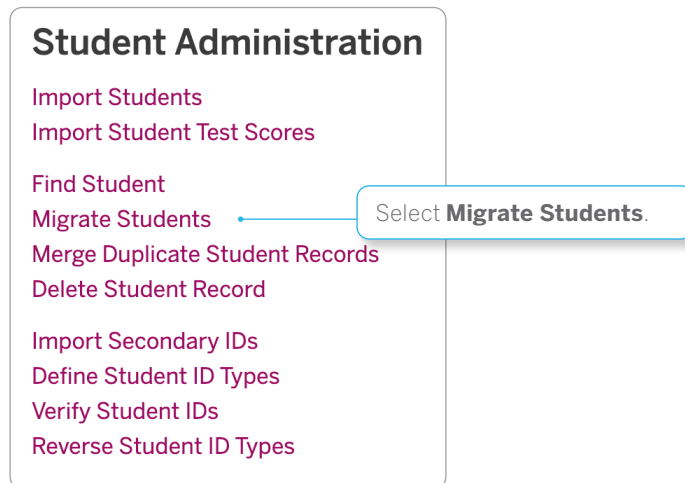 Student Administration
Import Students
Import Student Test Scores
Find Student
Migrate Students
Select Migrate Students.
Merge Duplicate Student Records
Delete Student Record
Import Secondary IDs
Define Student ID Types
Verify Student IDs
Reverse Student ID Types